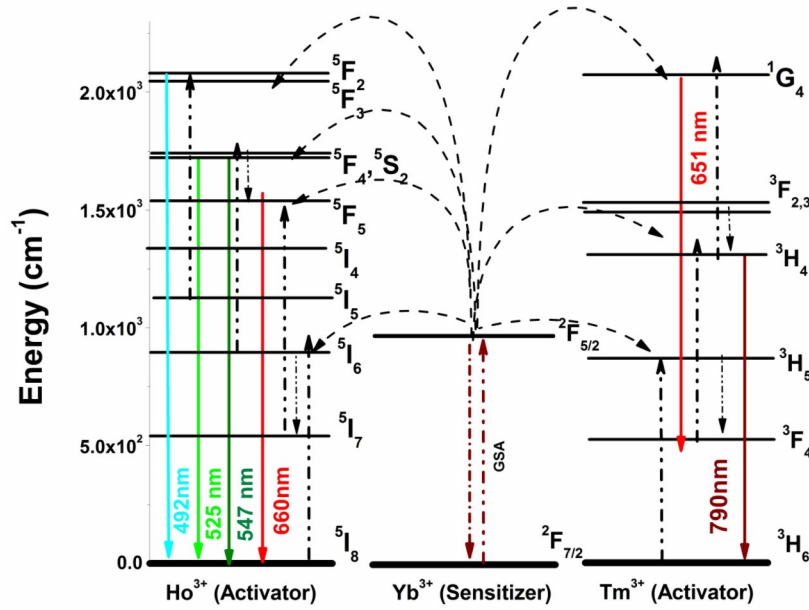 Energy (cm⁻¹)
2.0x10³
1.5x10³
1.0x10³
5.0x10²
0.0
⁵F₂
⁵F₃
⁵F₄,⁵S₂
⁵F₅
⁵I₄
⁵I₅
⁵I₆
⁵I₇
⁵I₈
492nm
525 nm
547 nm
660nm
Ho³⁺ (Activator)
²F₅/₂
GSA
²F₇/₂
Yb³⁺ (Sensitizer)
¹G₄
³F₂,₃
³H₄
³H₅
³F₄
³H₆
651 nm
790nm
Tm³⁺ (Activator)